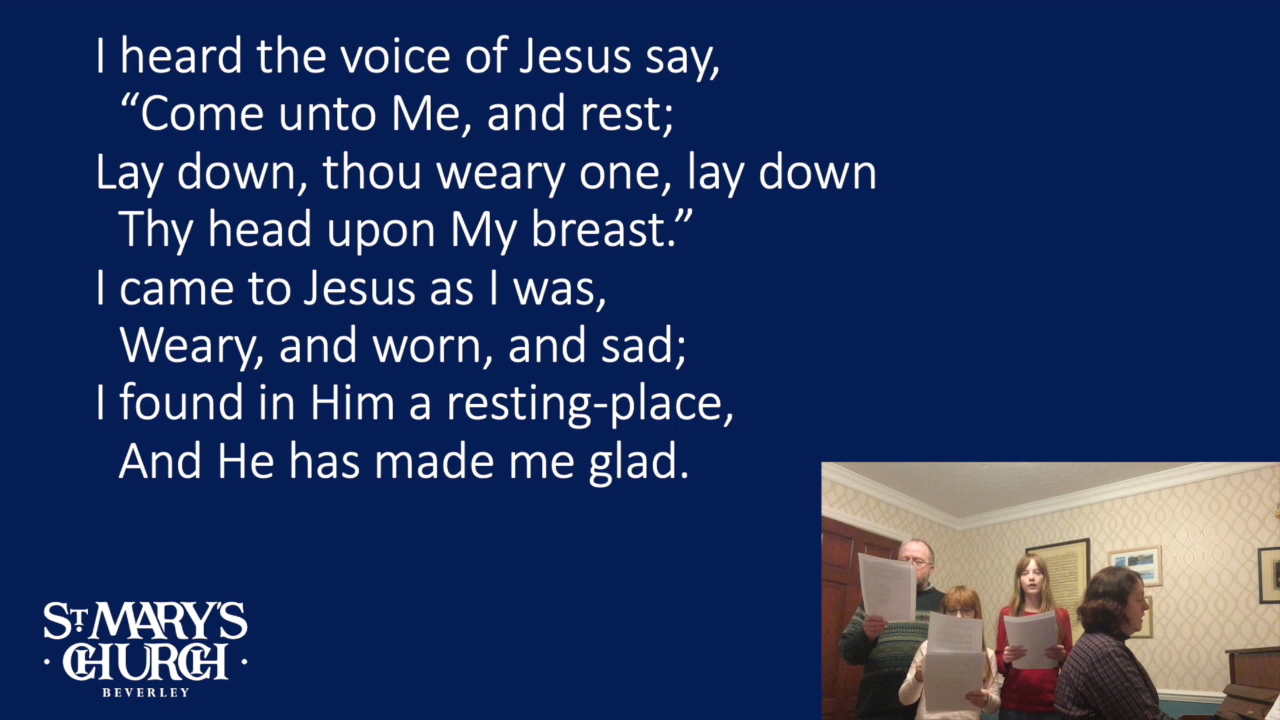 I heard the voice of Jesus say,
“Come unto Me, and rest;
Lay down, thou weary one, lay down
Thy head upon My breast.”
I came to Jesus as I was,
Weary, and worn, and sad;
I found in Him a resting-place,
And He has made me glad.
ST MARY'S
· CHURCH ·
BEVERLEY